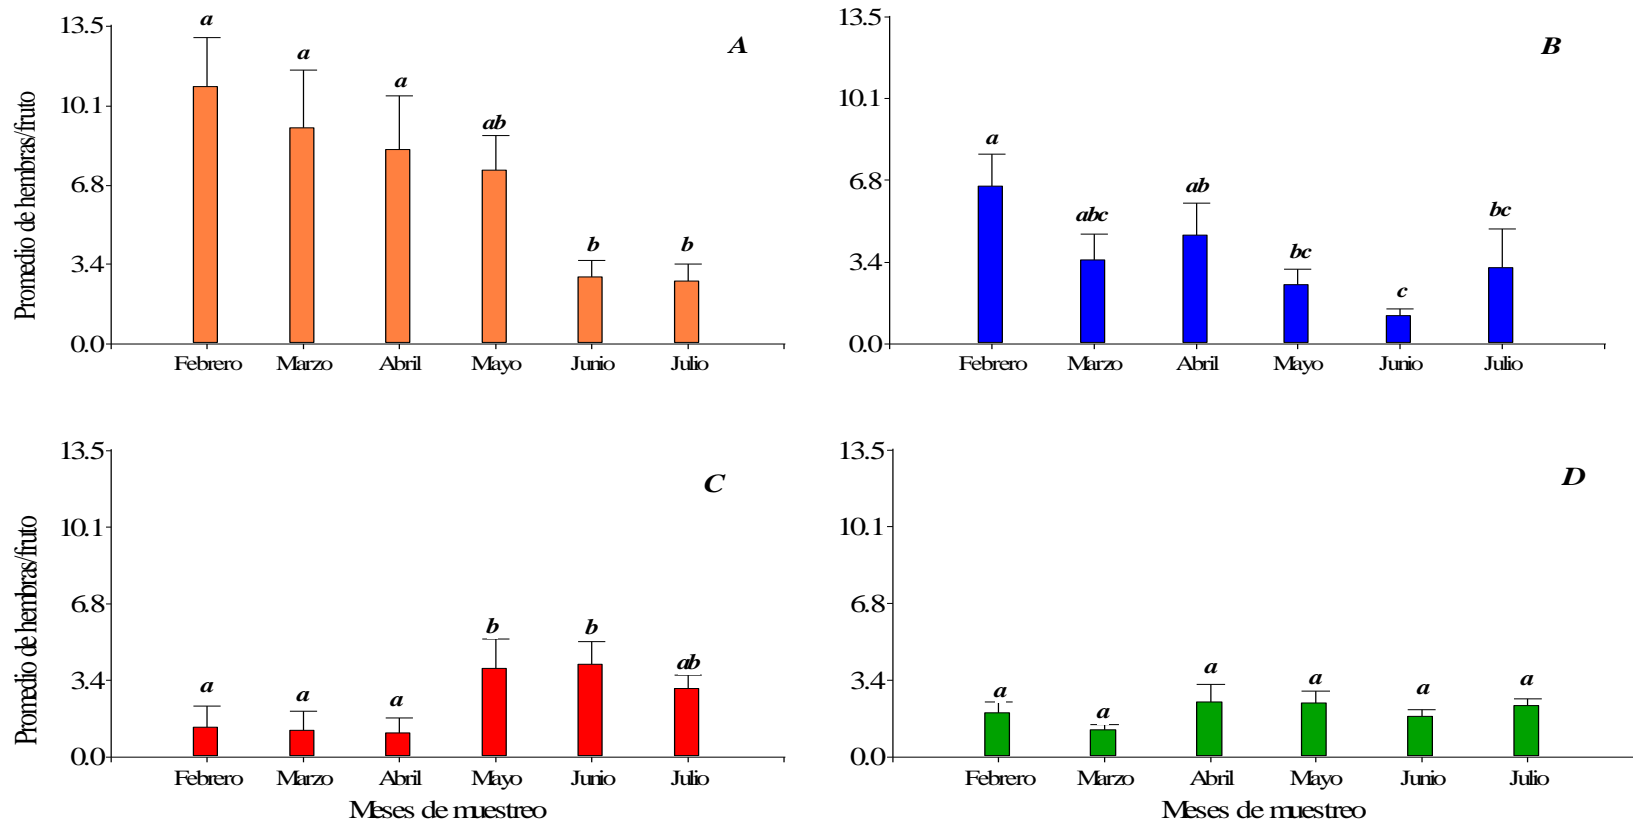 A
Promedio de hembras/fruto
13.5
10.1
6.8
3.4
0.0
a
a
a
ab
b
b
Febrero Marzo Abril Mayo Junio Julio
B
13.5
10.1
6.8
3.4
0.0
a
abc
ab
bc
c
bc
Febrero Marzo Abril Mayo Junio Julio
C
Promedio de hembras/fruto
13.5
10.1
6.8
3.4
0.0
a
a
a
b
b
ab
Febrero Marzo Abril Mayo Junio Julio
Meses de muestreo
D
13.5
10.1
6.8
3.4
0.0
a
a
a
a
a
a
Febrero Marzo Abril Mayo Junio Julio
Meses de muestreo